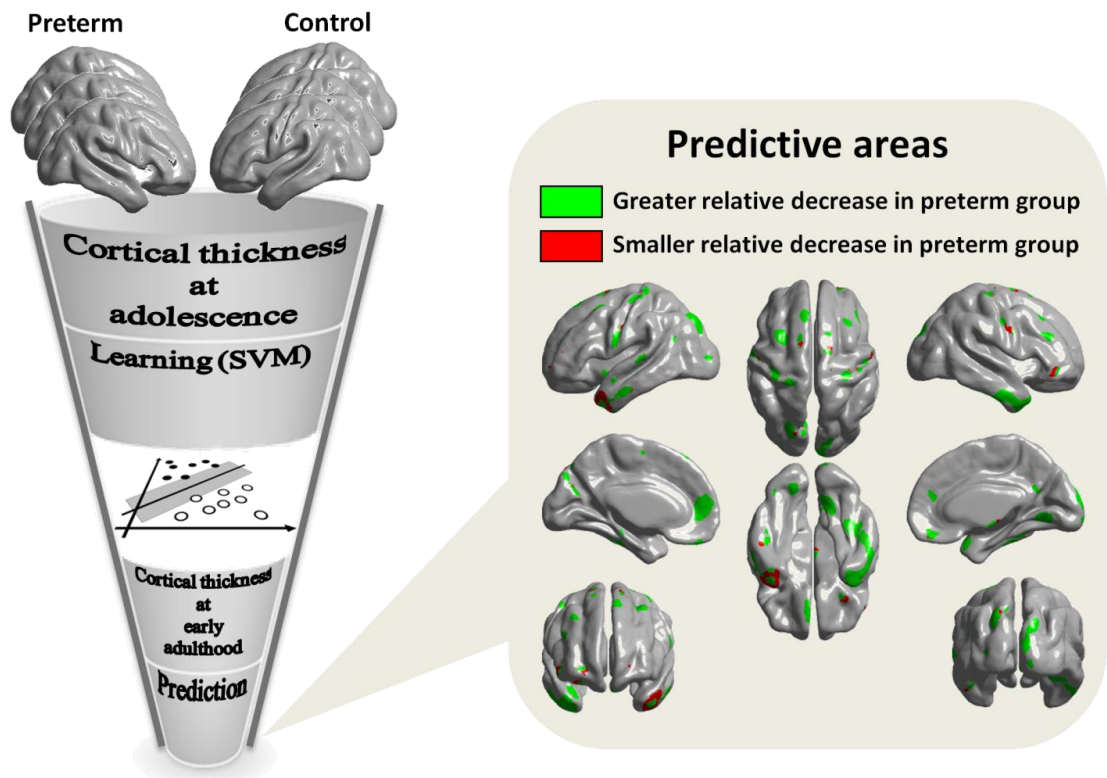 Preterm
Control
Cortical thickness
at
adolescence
Learning (SVM)
Cortical thickness
at
early
adulthood
Prediction
Predictive areas
Greater relative decrease in preterm group
Smaller relative decrease in preterm group